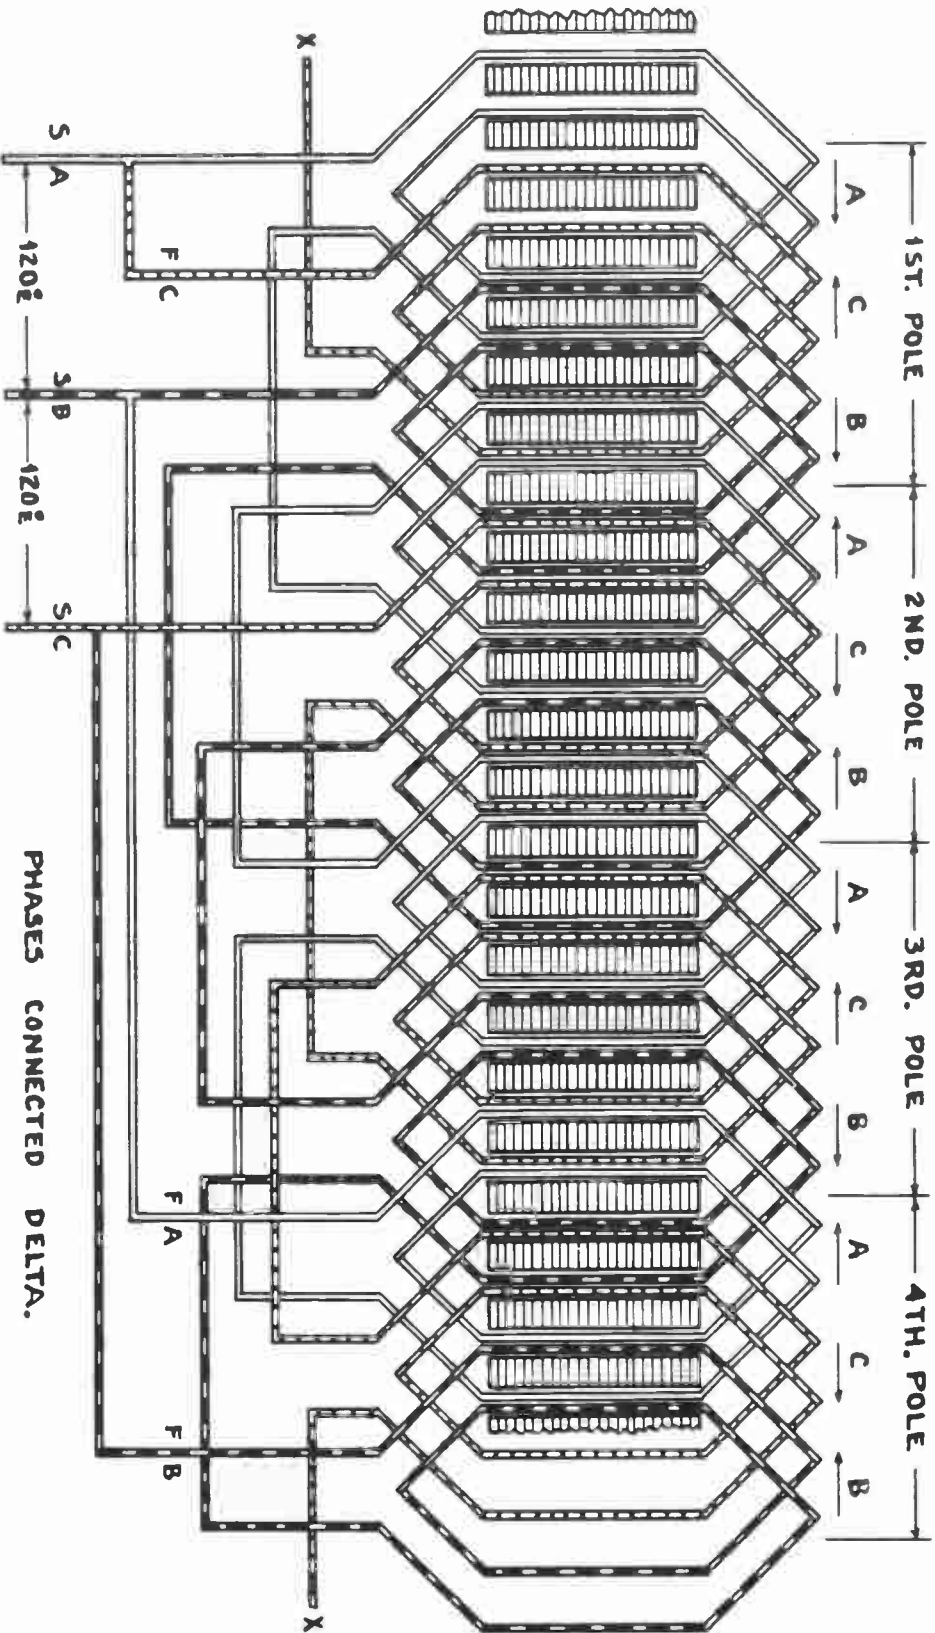 1ST. POLE 2ND. POLE 3RD. POLE 4TH. POLE
A C B A C B A C B A C B
X X
S A F C S B S C F A F B
120° 120°
PHASES CONNECTED DELTA.